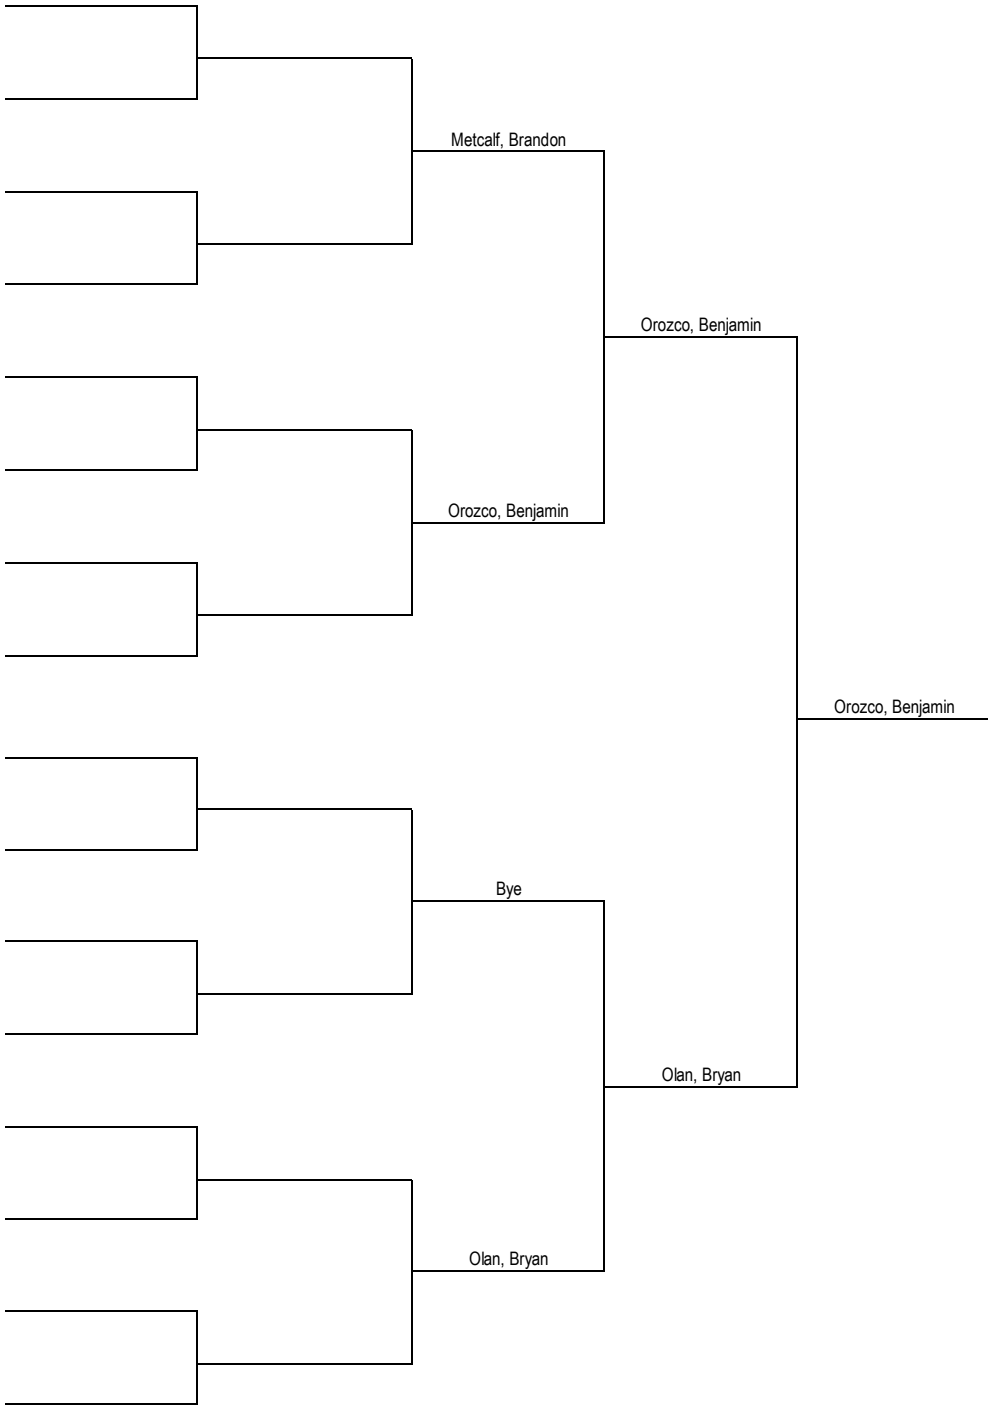 Metcalf, Brandon
Orozco, Benjamin
Orozco, Benjamin
Orozco, Benjamin
Bye
Olan, Bryan
Olan, Bryan